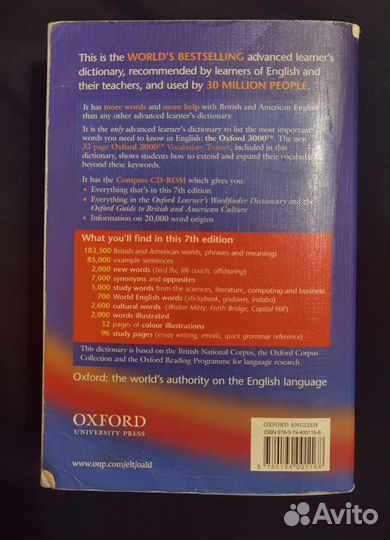 This is the WORLD'S BESTSELLING advanced learner's
dictionary, recommended by learners of English and
their teachers, and used by 30 MILLION PEOPLE.
It has more words and more help with British and American English
than any other advanced learner's dictionary.
It is the only advanced learner's dictionary to list the most important
words you need to know in English: the Oxford 3000™. The new
32-page Oxford 3000™ Vocabulary Trainer, included in this
dictionary, shows students how to extend and expand their vocabulary
beyond these keywords.
It has the Compass CD-ROM which gives you:
• Everything that's in this 7th edition
• Everything in the Oxford Learner's Wordfinder Dictionary and the
Oxford Guide to British and American Culture
• Information on 20,000 word origins
What you'll find in this 7th edition
183,500 British and American words, phrases and meanings
85,000 example sentences
2,000 new words (bird flu, life coach, offshoring)
7,000 synonyms and opposites
5,000 study words from the sciences, literature, computing and business
700 World English words (stickybeak, godown, indaba)
2,600 cultural words (Walter Mitty, Forth Bridge, Capitol Hill)
2,000 words illustrated
32 pages of colour illustrations
96 study pages (essay writing, emails, quick grammar reference)
This dictionary is based on the British National Corpus, the Oxford Corpus
Collection and the Oxford Reading Programme for language research.
Oxford: the world's authority on the English language
OXFORD
UNIVERSITY PRESS
www.oup.com/elt/oald
OXFORD ENGLISH
ISBN 978-0-19-400116-8
9 780194 001168
Avito